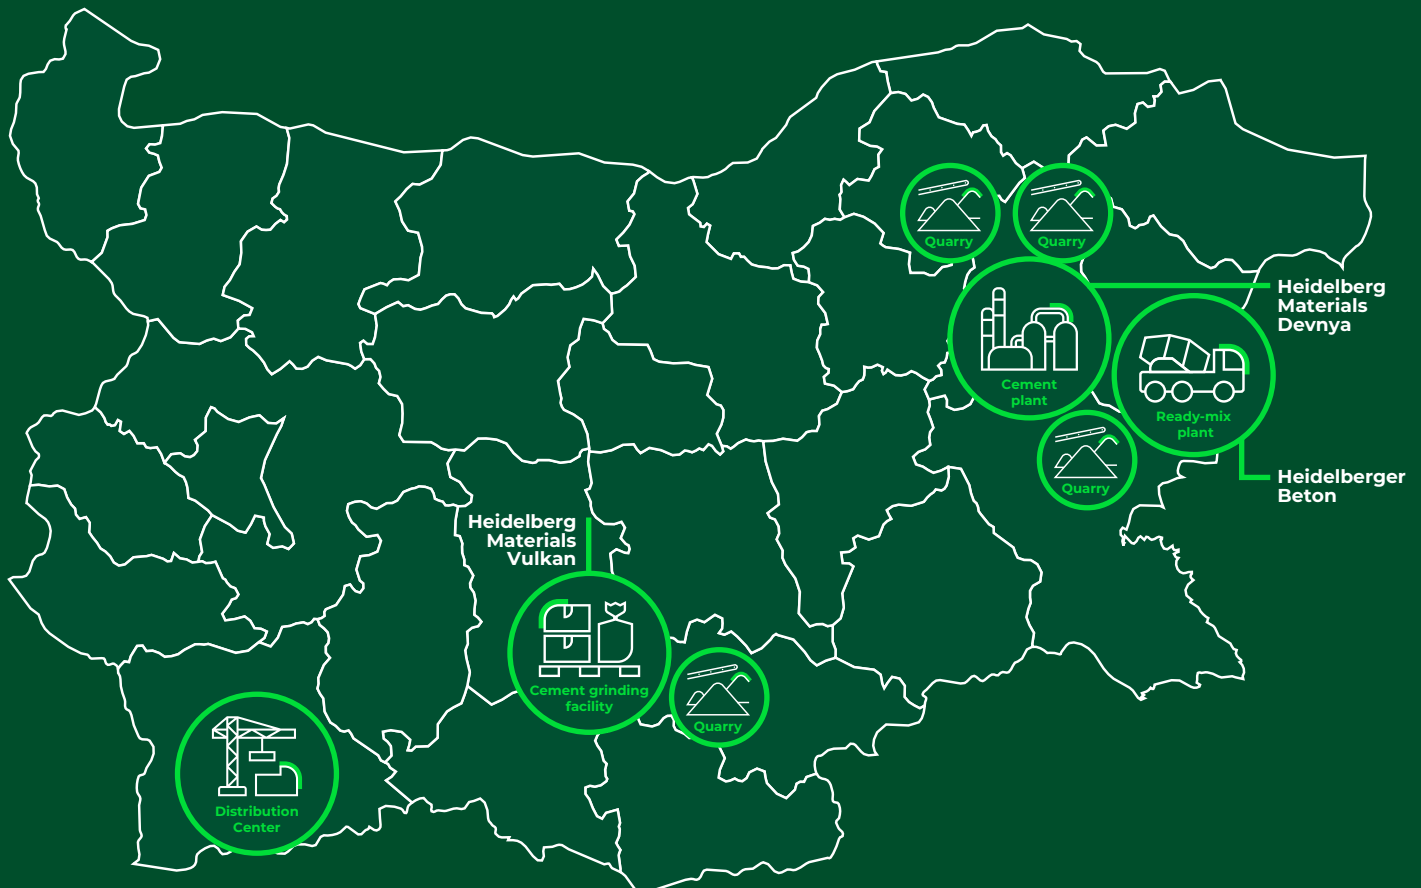 Quarry
Quarry
Heidelberg
Materials
Devnya
Cement
plant
Ready-mix
plant
Quarry
Heidelberger
Beton
Heidelberg
Materials
Vulkan
Cement grinding
facility
Quarry
Distribution
Center